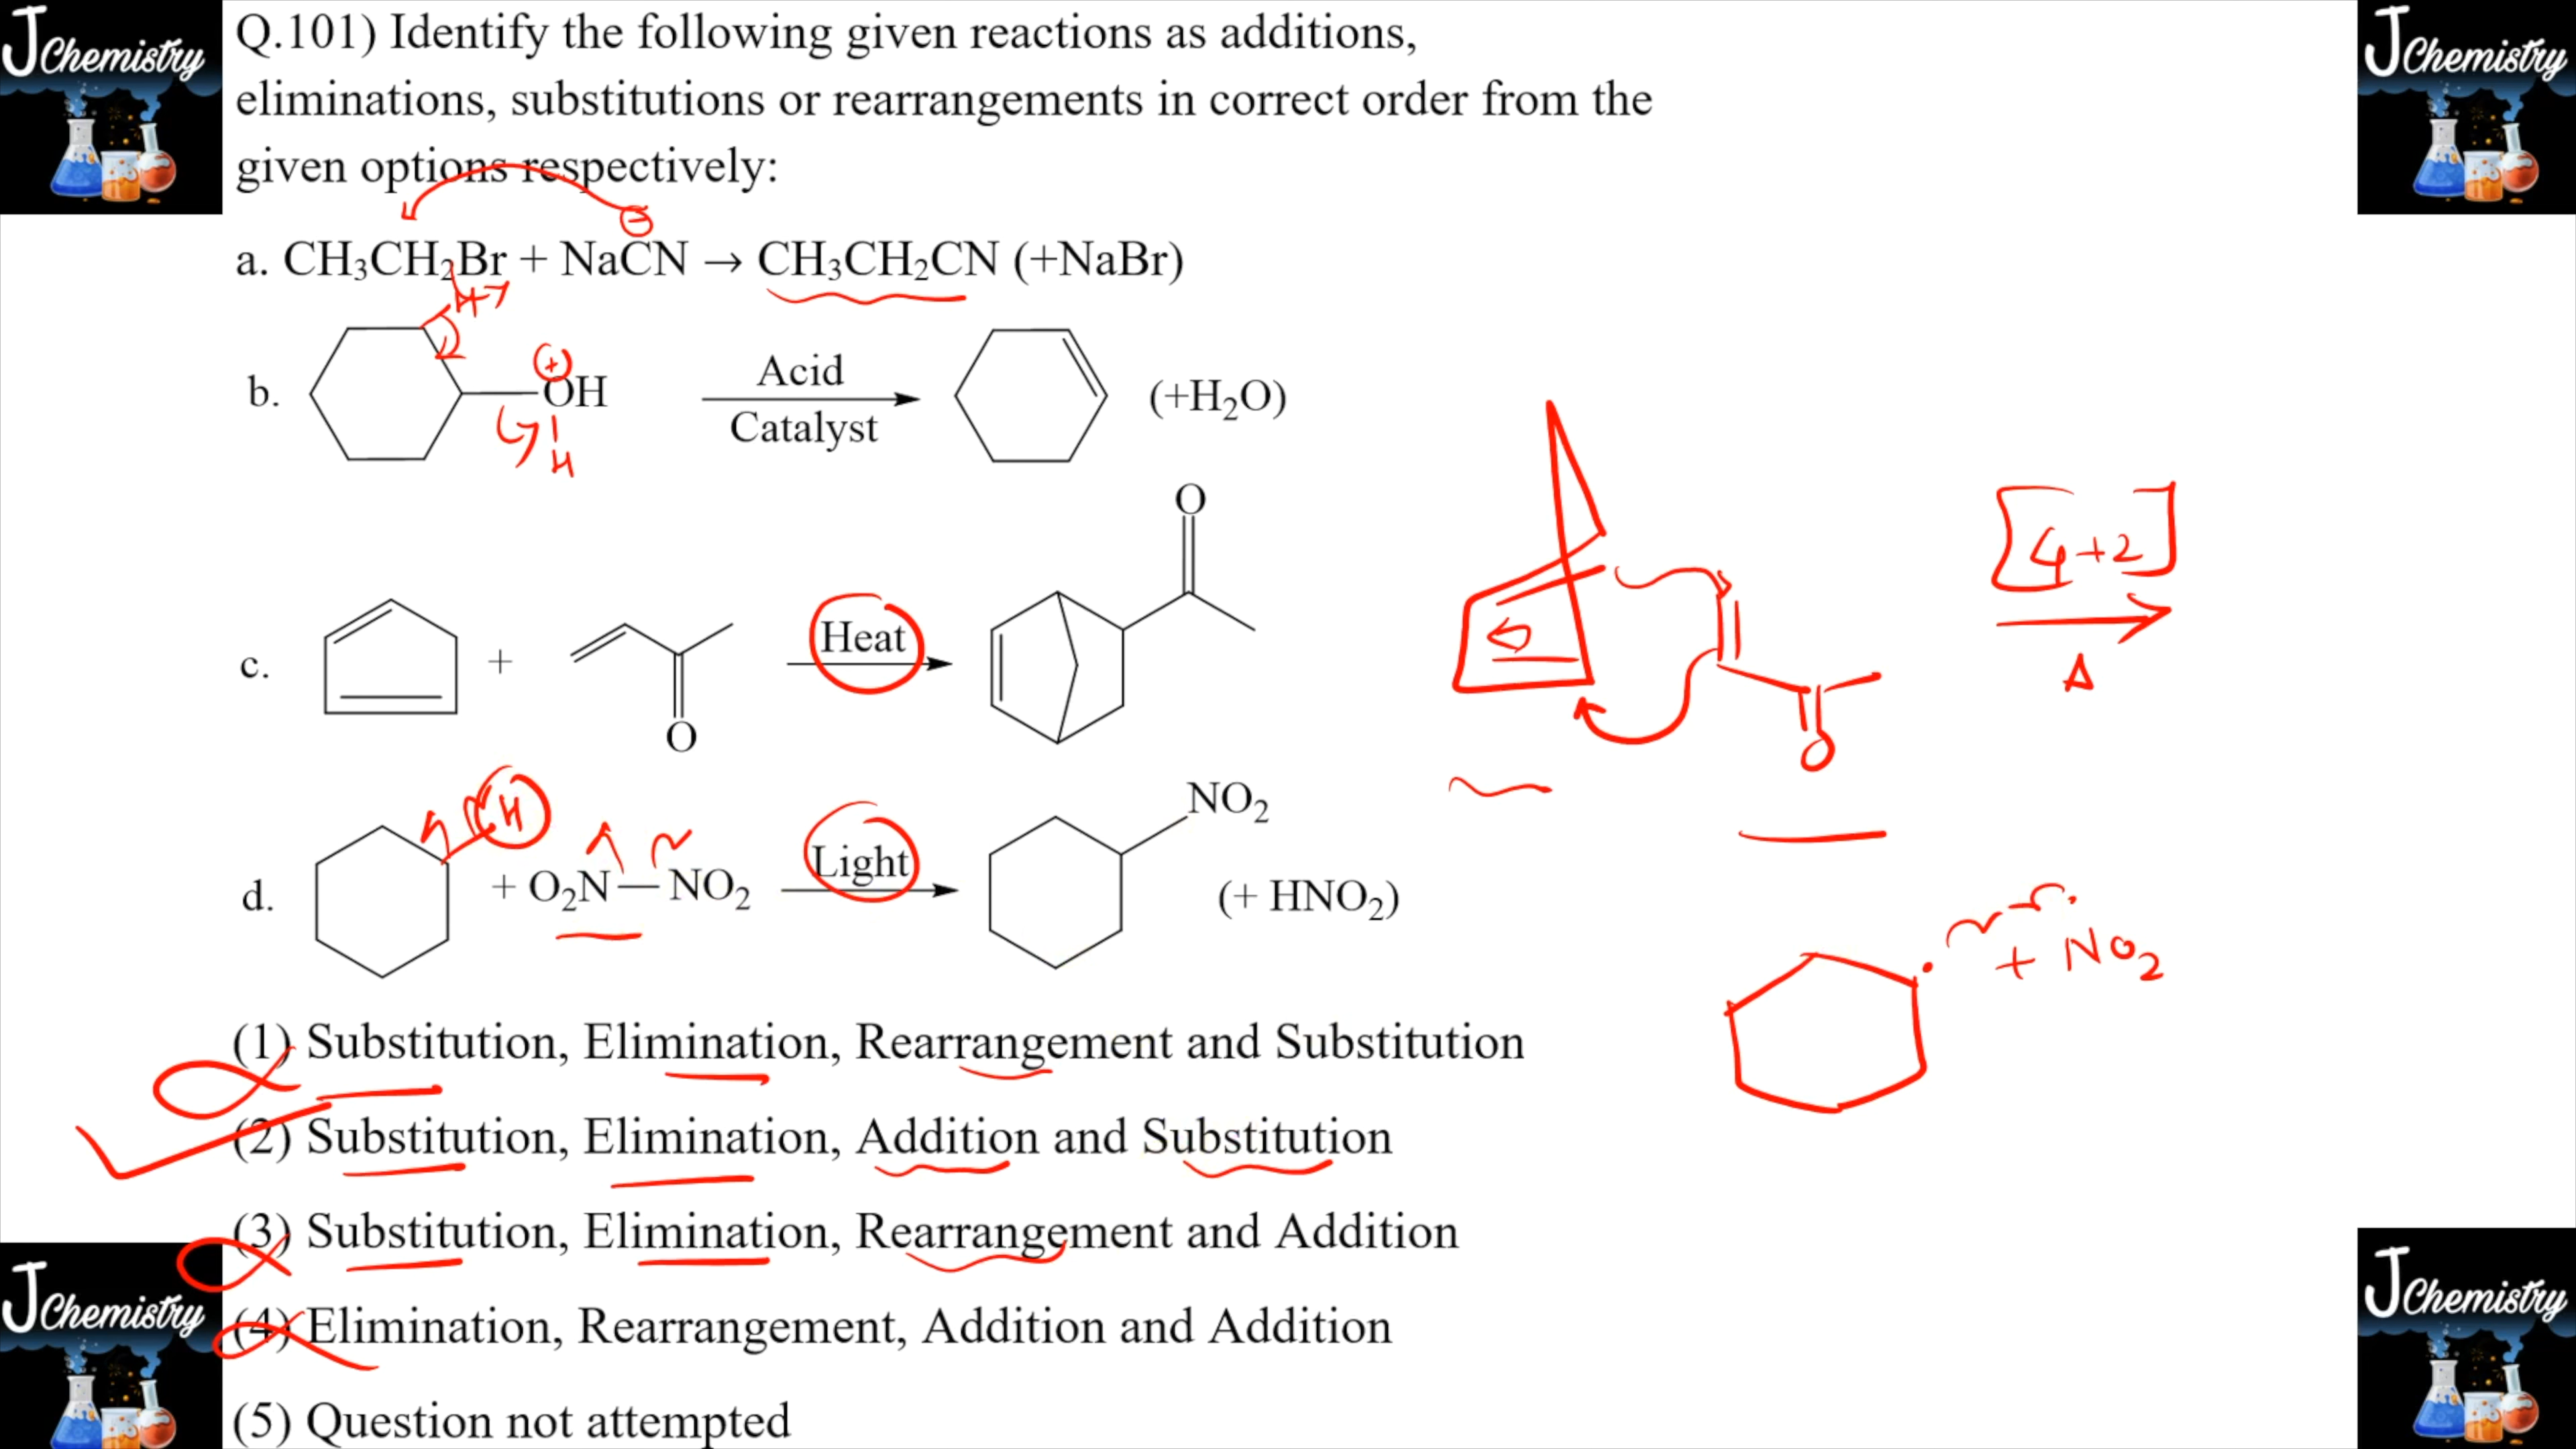 JChemistry
JChemistry
Q.101) Identify the following given reactions as additions,
eliminations, substitutions or rearrangements in correct order from the
given options respectively:
a. CH₃CH₂Br + NaCN → CH₃CH₂CN (+NaBr)
H
b.
+
OH
H
Acid
Catalyst
(+H₂O)
c.
+
O
Heat
O
O
[4+2]
Δ
d.
H
+ O₂N—NO₂
Light
NO₂
(+ HNO₂)
+ NO₂
(1) Substitution, Elimination, Rearrangement and Substitution
(2) Substitution, Elimination, Addition and Substitution
(3) Substitution, Elimination, Rearrangement and Addition
(4) Elimination, Rearrangement, Addition and Addition
(5) Question not attempted
JChemistry
JChemistry